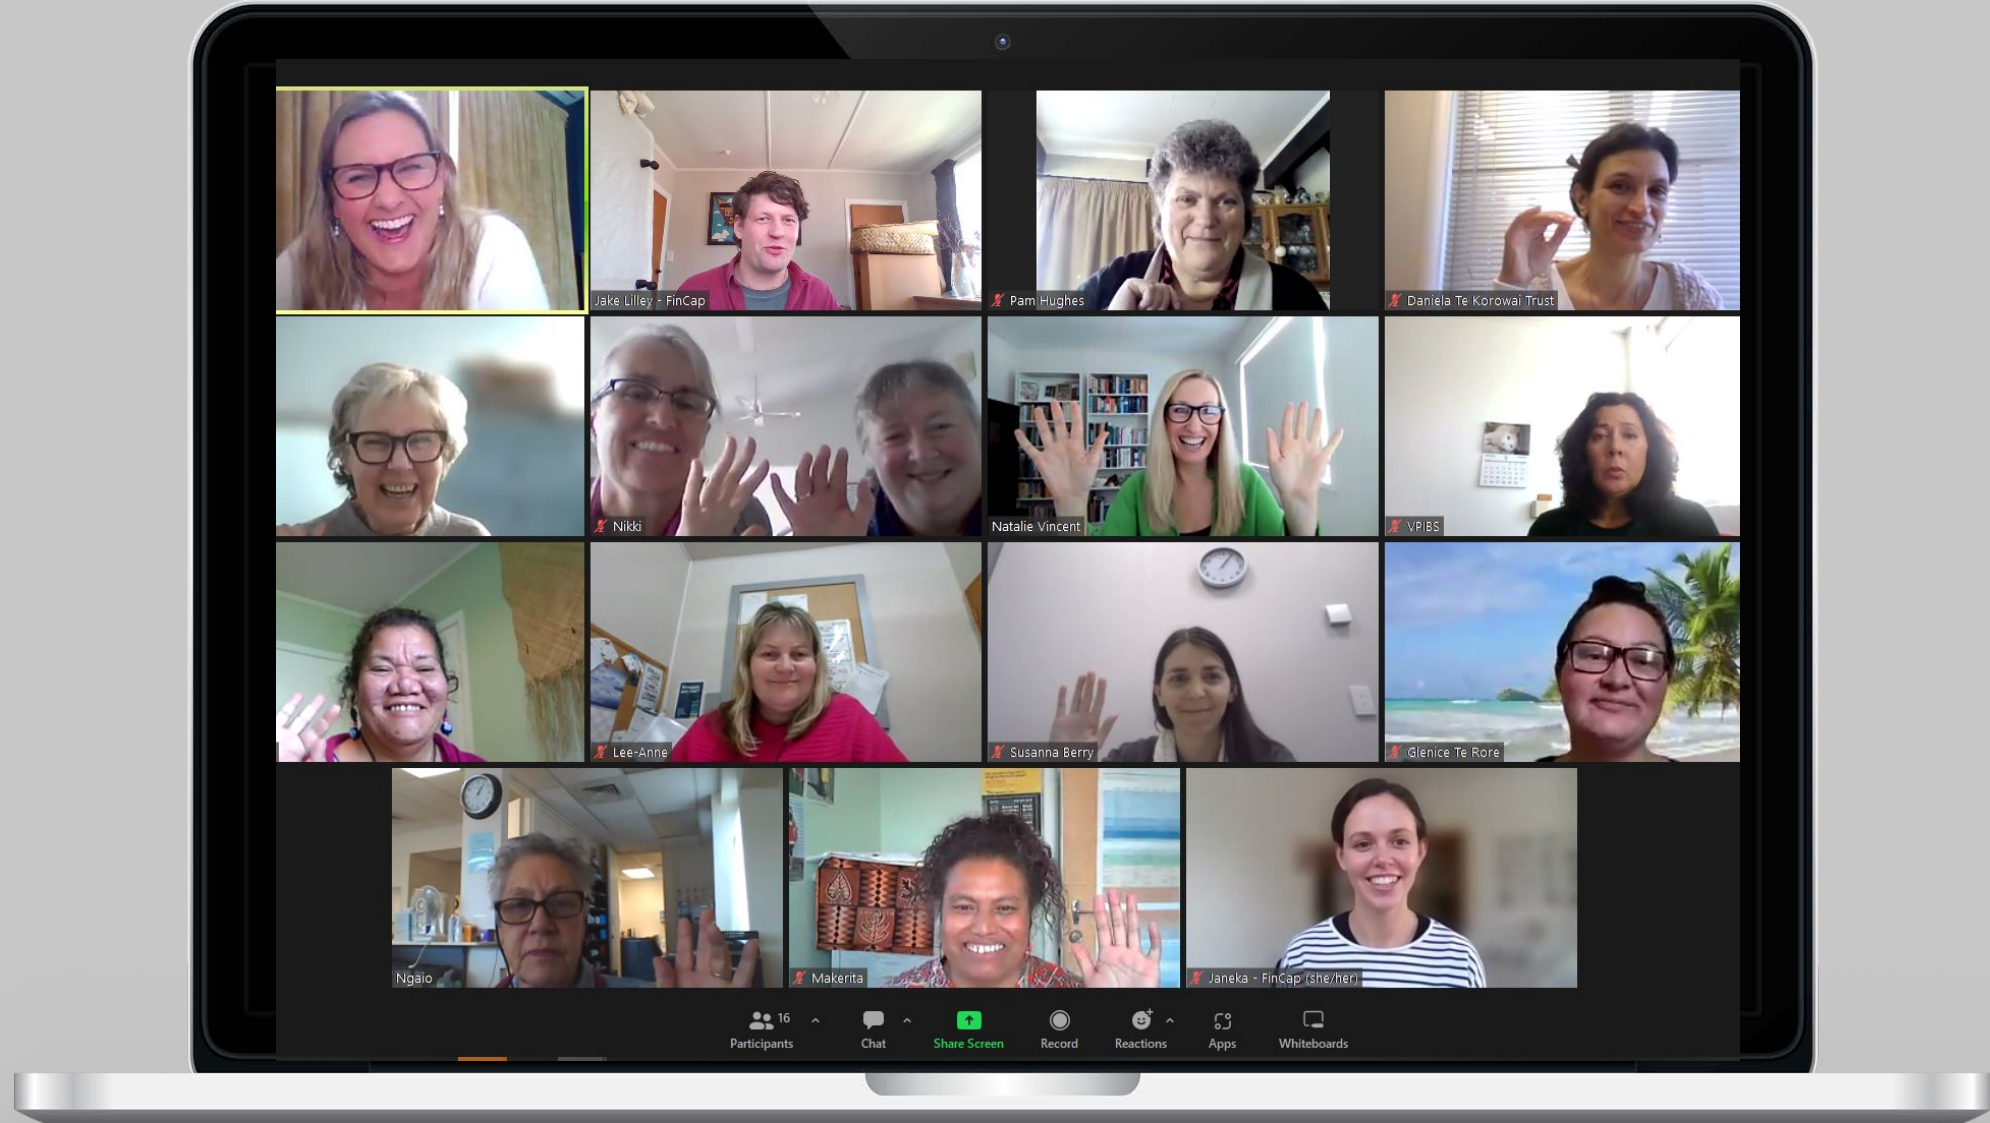 Jake Lilley - FinCap
Pam Hughes
Daniela Te Korowai Trust
Nikki
Natalie Vincent
VPIBS
Lee-Anne
Susanna Berry
Glenice Te Rore
Ngaio
Makerita
Janeka - FinCap (she/her)
16
Participants
Chat
Share Screen
Record
Reactions
Apps
Whiteboards